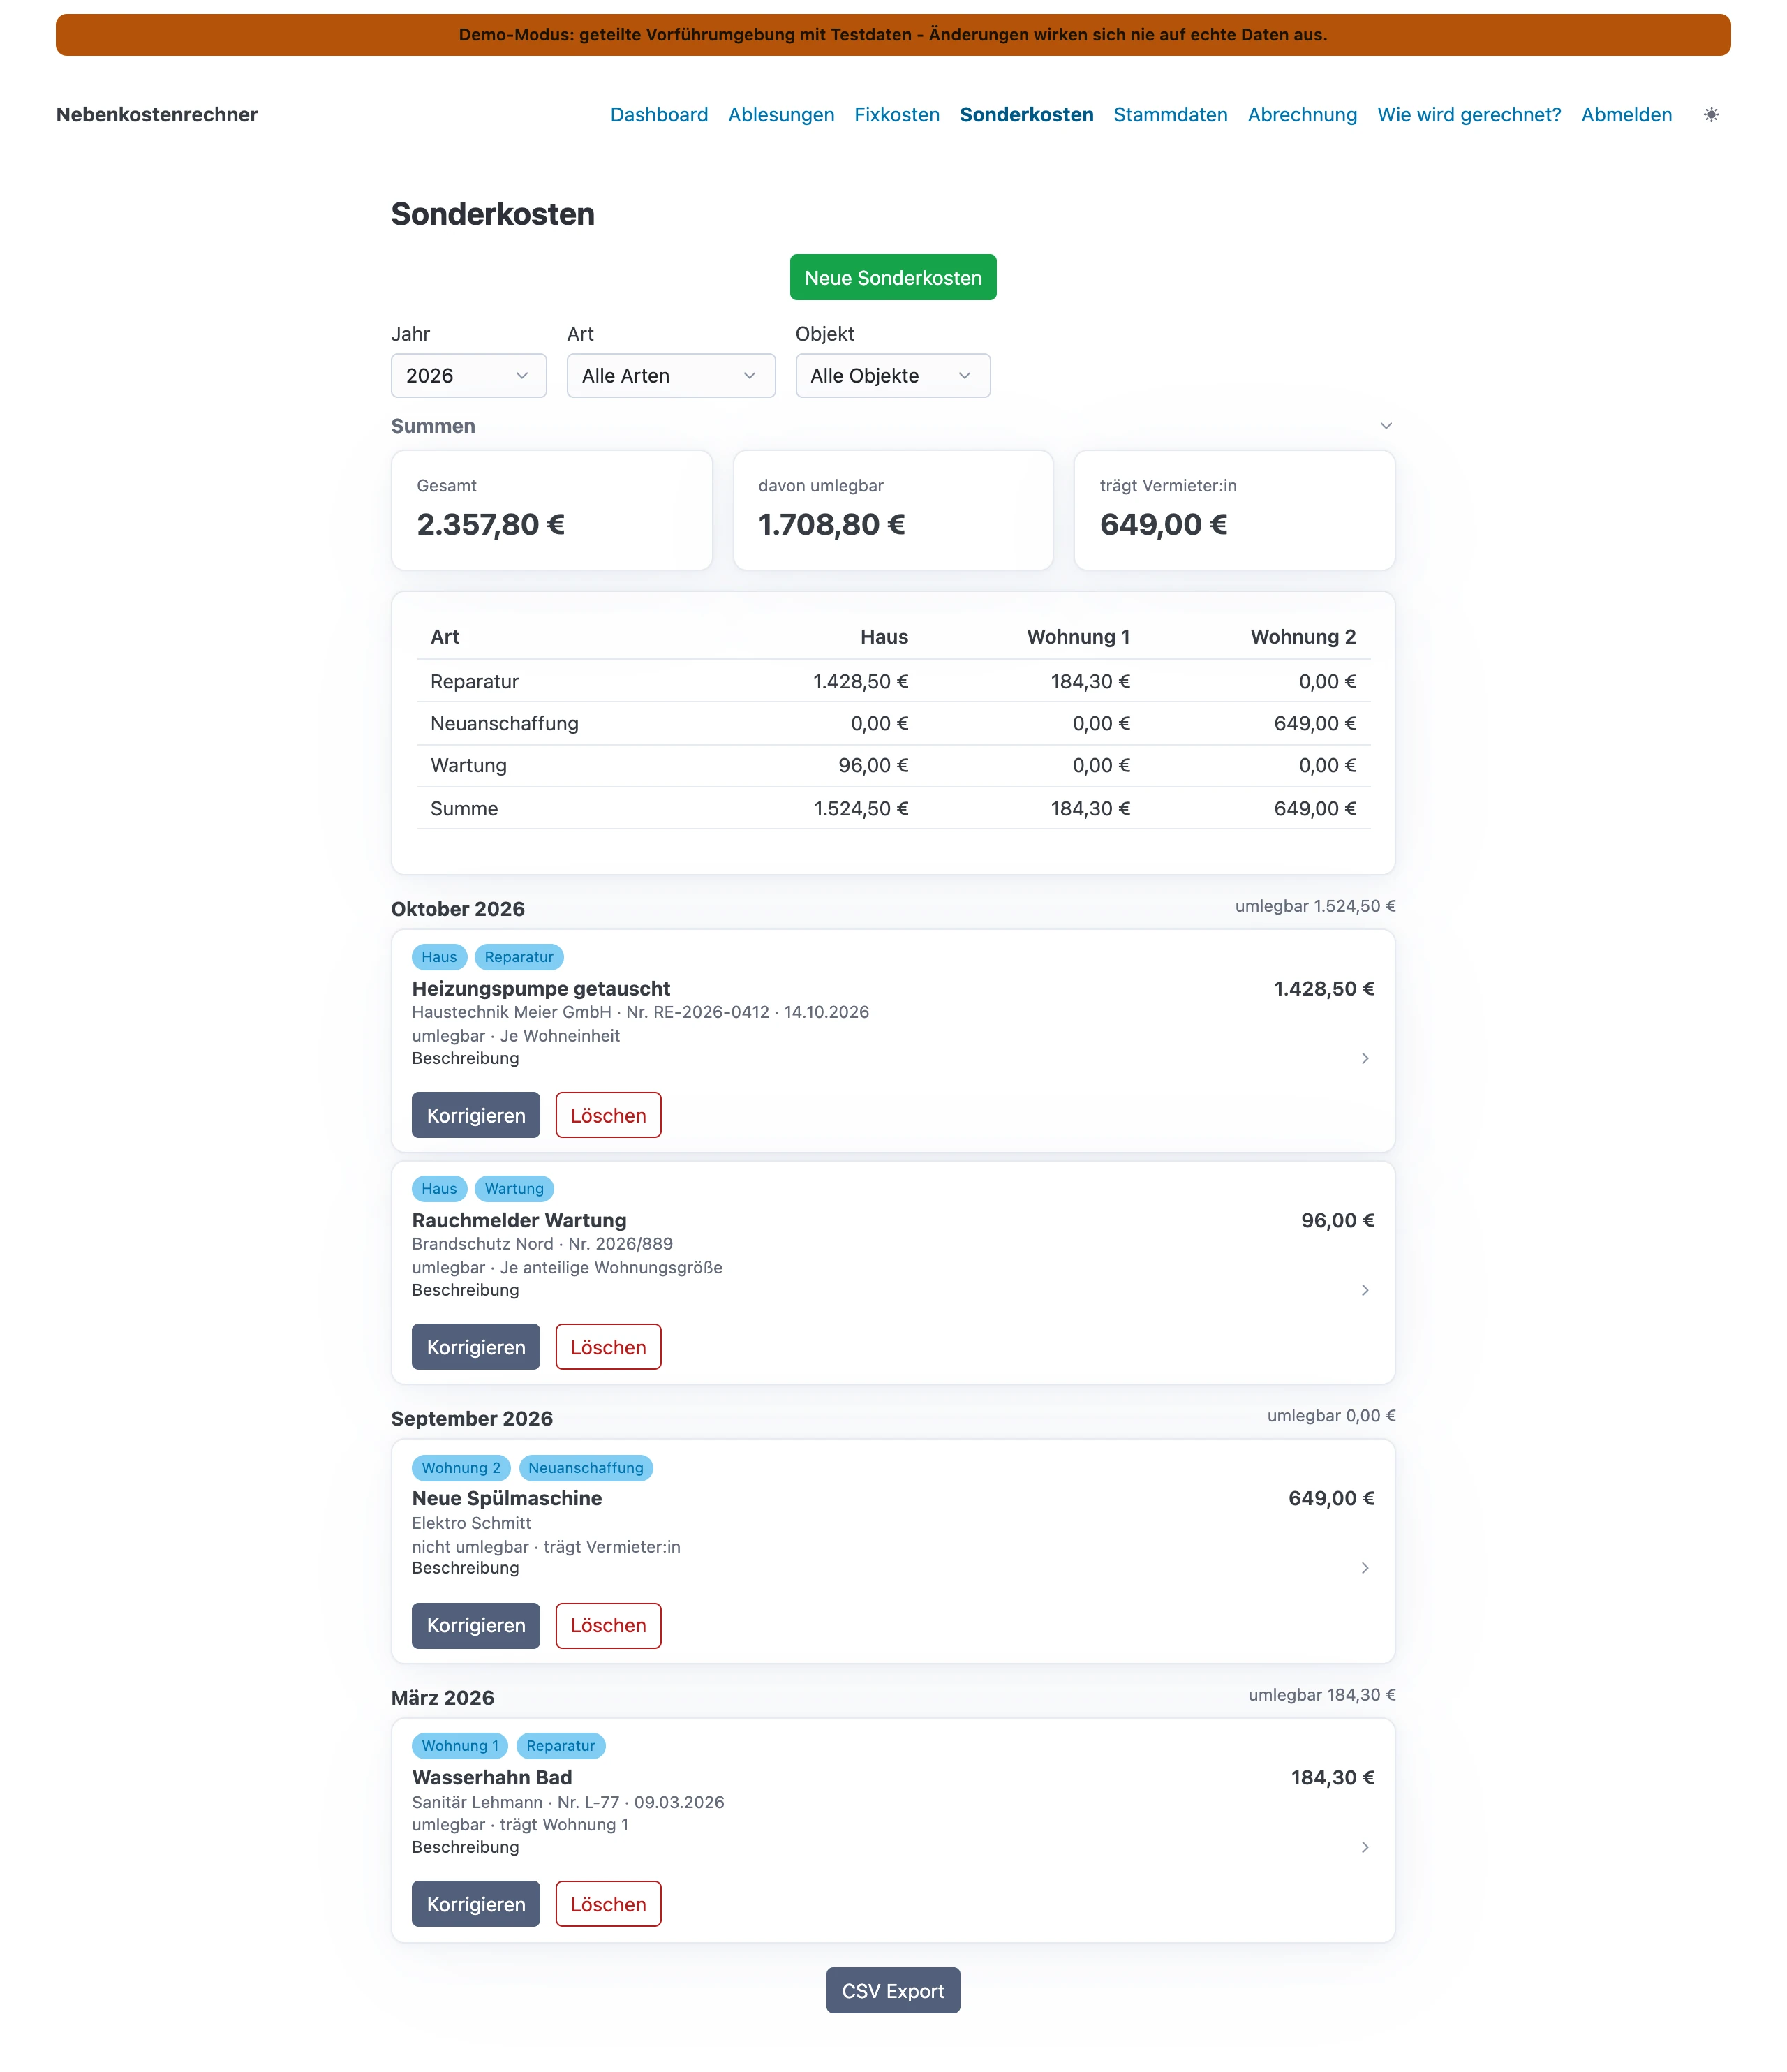 Demo-Modus: geteilte Vorführumgebung mit Testdaten - Änderungen wirken sich nie auf echte Daten aus.
Nebenkostenrechner
Dashboard Ablesungen Fixkosten Sonderkosten Stammdaten Abrechnung Wie wird gerechnet? Abmelden
Sonderkosten
Neue Sonderkosten
Jahr Art Objekt
2026 Alle Arten Alle Objekte
Summen
Gesamt davon umlegbar trägt Vermieter:in
2.357,80 € 1.708,80 € 649,00 €
Art Haus Wohnung 1 Wohnung 2
Reparatur 1.428,50 € 184,30 € 0,00 €
Neuanschaffung 0,00 € 0,00 € 649,00 €
Wartung 96,00 € 0,00 € 0,00 €
Summe 1.524,50 € 184,30 € 649,00 €
Oktober 2026 umlegbar 1.524,50 €
Haus Reparatur
Heizungspumpe getauscht 1.428,50 €
Haustechnik Meier GmbH · Nr. RE-2026-0412 · 14.10.2026
umlegbar · Je Wohneinheit
Beschreibung
Korrigieren Löschen
Haus Wartung
Rauchmelder Wartung 96,00 €
Brandschutz Nord · Nr. 2026/889
umlegbar · Je anteilige Wohnungsgröße
Beschreibung
Korrigieren Löschen
September 2026 umlegbar 0,00 €
Wohnung 2 Neuanschaffung
Neue Spülmaschine 649,00 €
Elektro Schmitt
nicht umlegbar · trägt Vermieter:in
Beschreibung
Korrigieren Löschen
März 2026 umlegbar 184,30 €
Wohnung 1 Reparatur
Wasserhahn Bad 184,30 €
Sanitär Lehmann · Nr. L-77 · 09.03.2026
umlegbar · trägt Wohnung 1
Beschreibung
Korrigieren Löschen
CSV Export